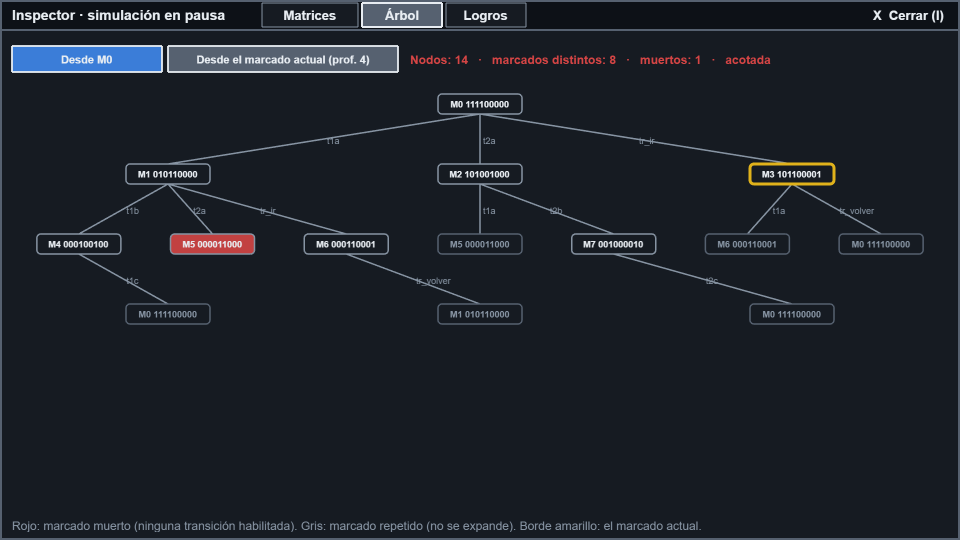 Inspector · simulación en pausa Matrices Árbol Logros X Cerrar (I)
Desde M0 Desde el marcado actual (prof. 4) Nodos: 14 · marcados distintos: 8 · muertos: 1 · acotada
M0 111100000
t1a t2a tr_ir
M1 010110000 M2 101001000 M3 101100001
t1b t2a tr_ir t1a t2b t1a tr_volver
M4 000100100 M5 000011000 M6 000110001 M5 000011000 M7 001000010 M6 000110001 M0 111100000
t1c tr_volver t2c
M0 111100000 M1 010110000 M0 111100000
Rojo: marcado muerto (ninguna transición habilitada). Gris: marcado repetido (no se expande). Borde amarillo: el marcado actual.